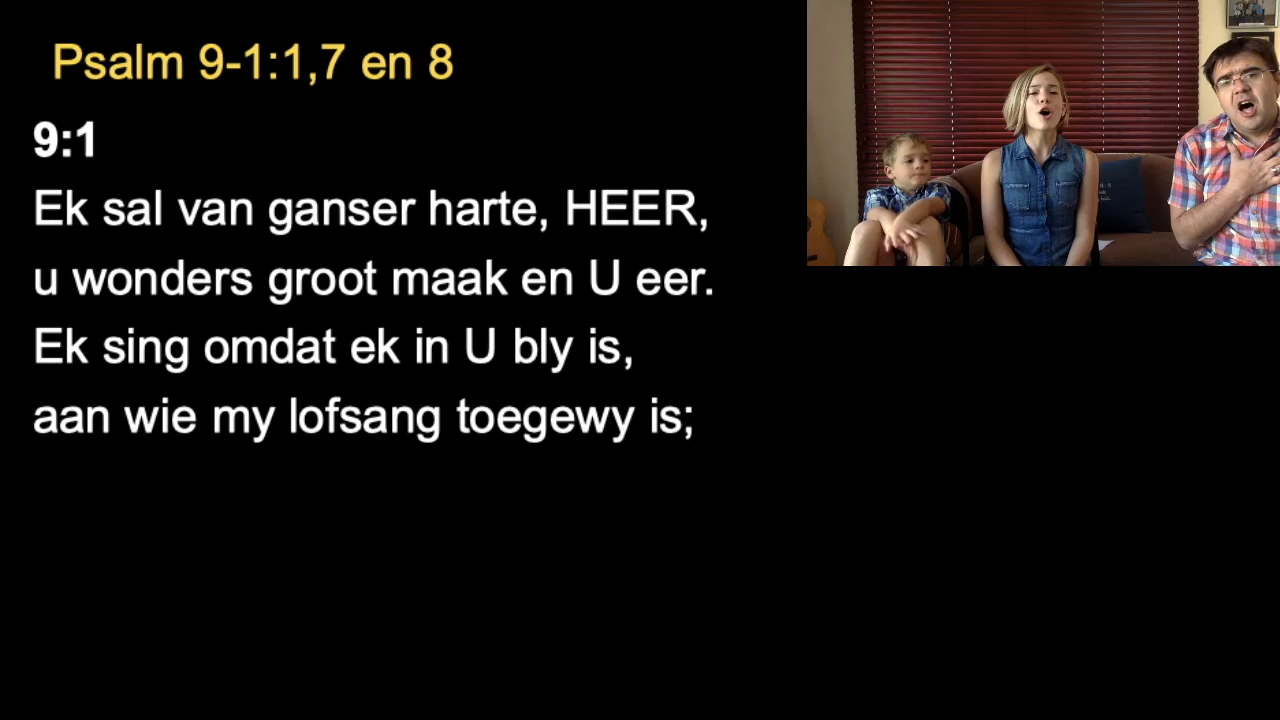 Psalm 9-1:1,7 en 8
9:1
Ek sal van ganser harte, HEER,
u wonders groot maak en U eer.
Ek sing omdat ek in U bly is,
aan wie my lofsang toegewy is;